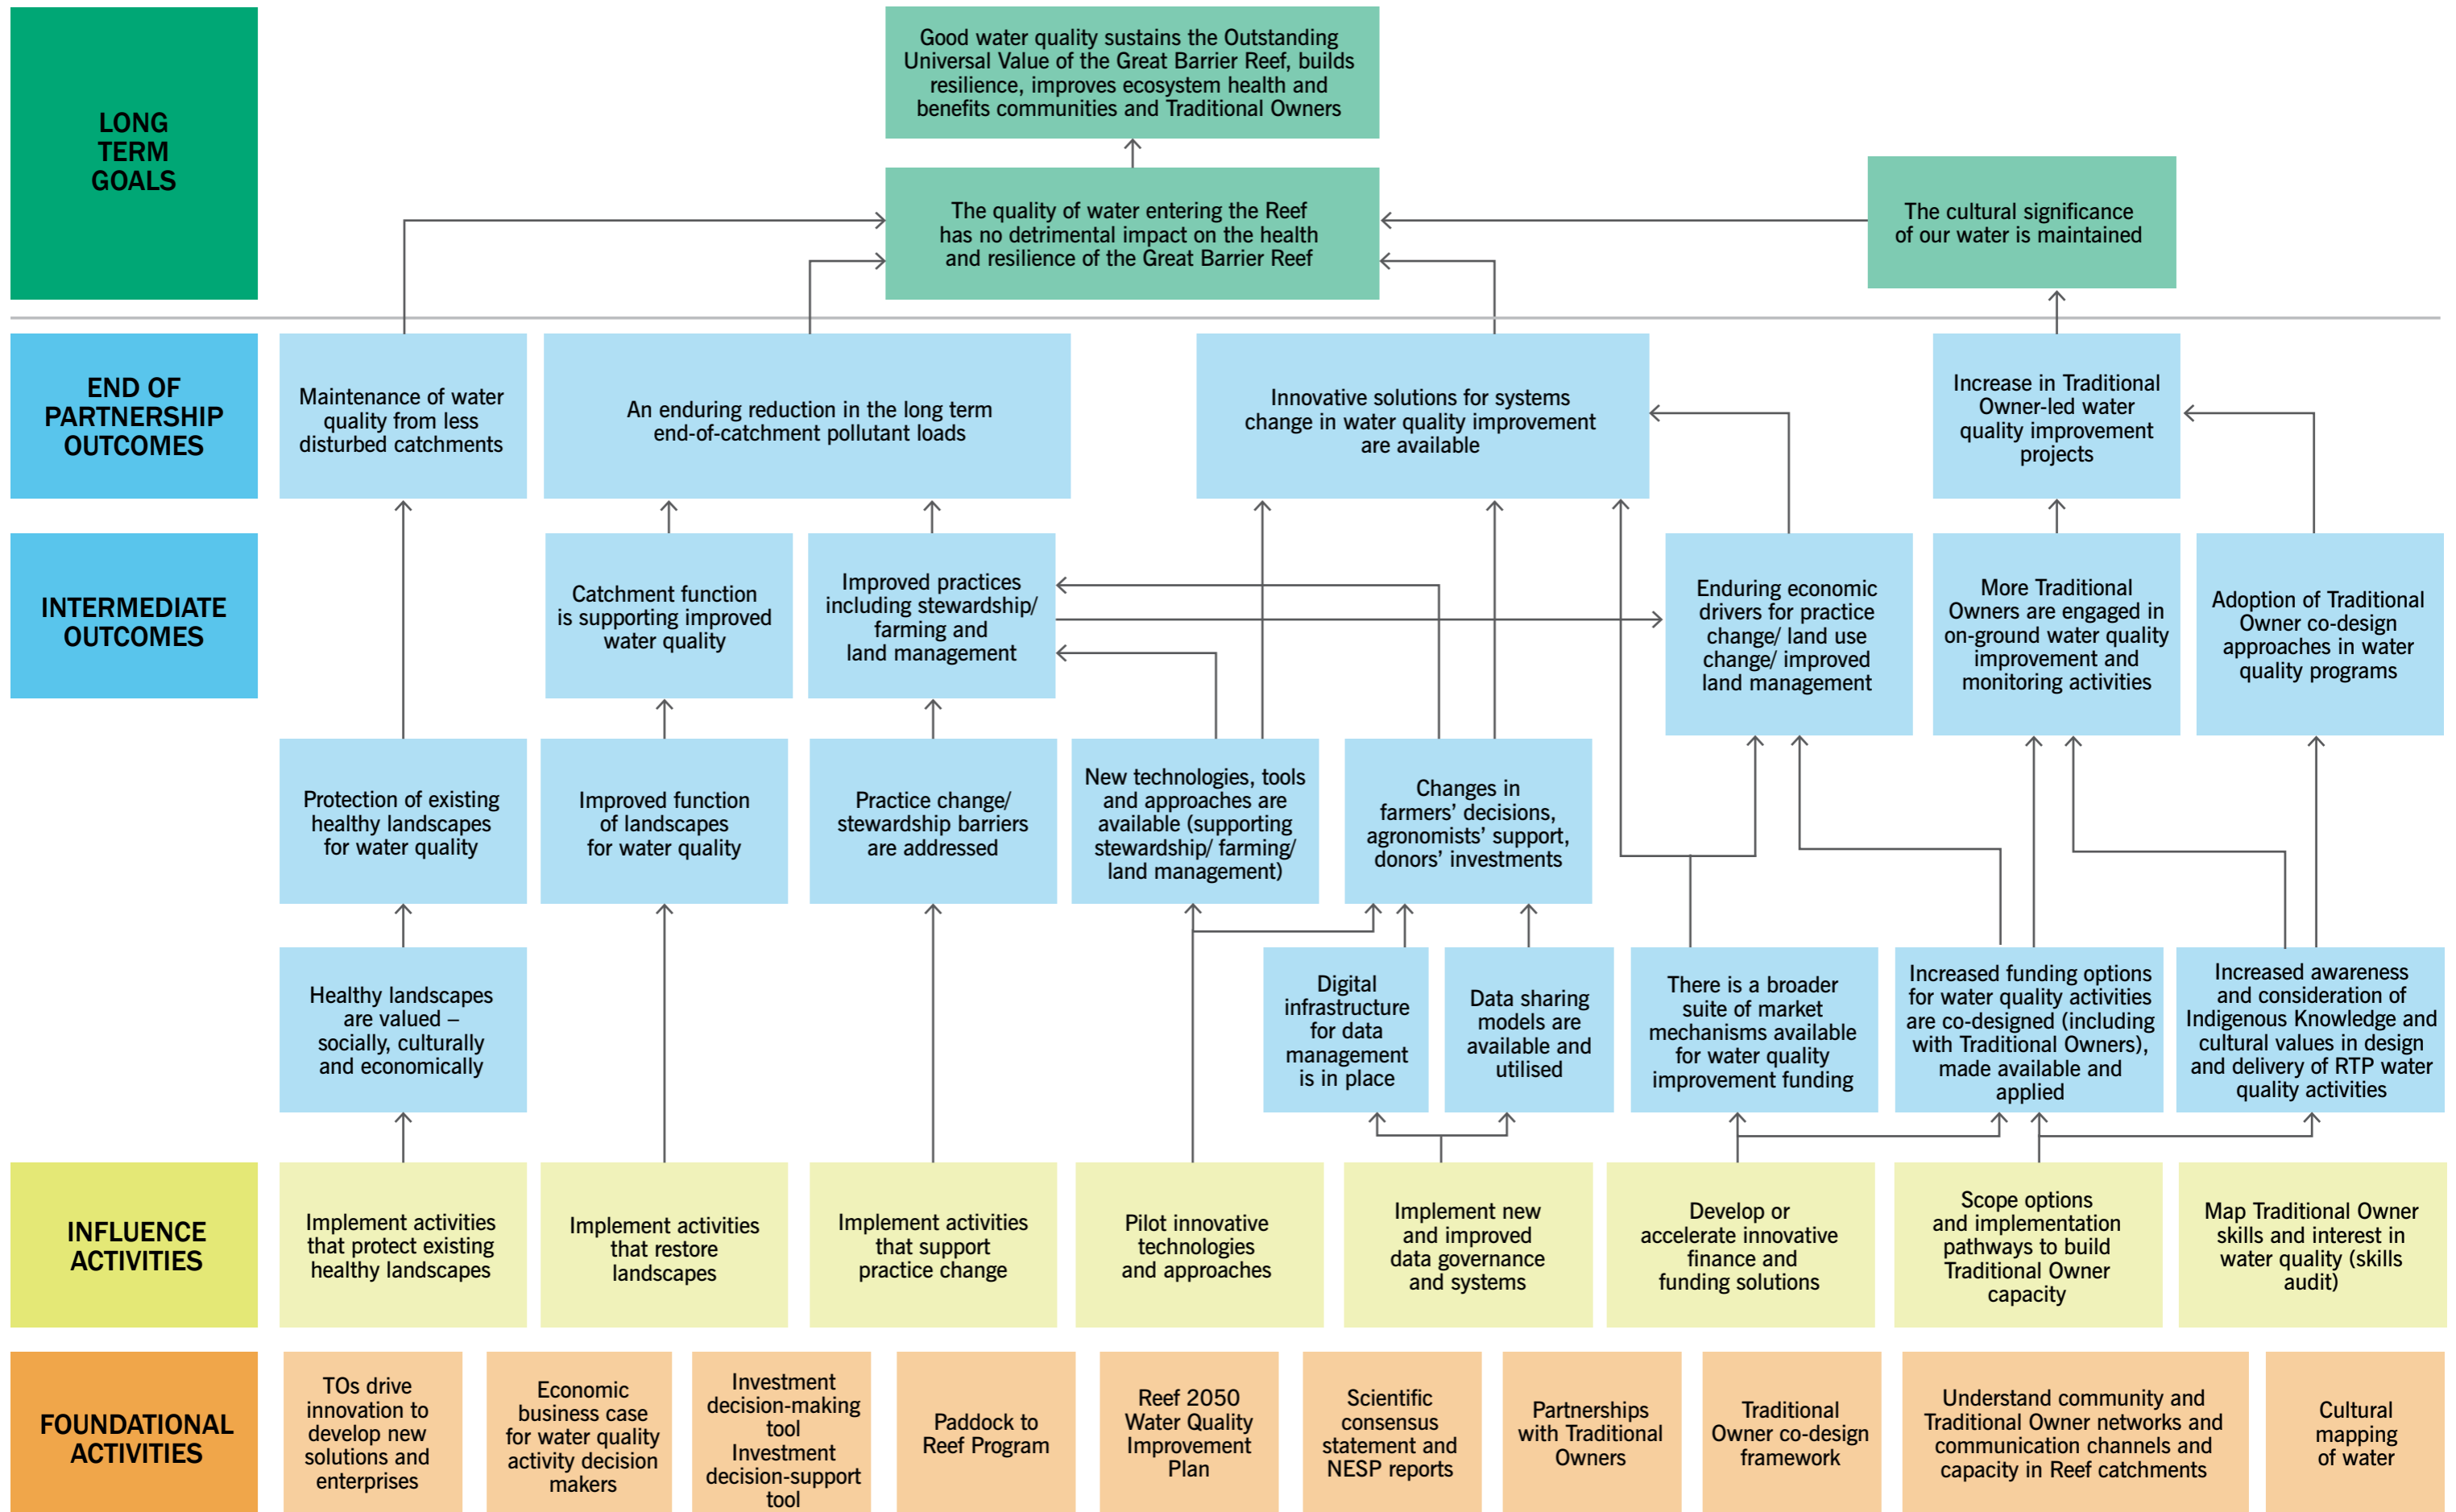 LONG
TERM
GOALS
Good water quality sustains the Outstanding
Universal Value of the Great Barrier Reef, builds
resilience, improves ecosystem health and
benefits communities and Traditional Owners
The quality of water entering the Reef
has no detrimental impact on the health
and resilience of the Great Barrier Reef
The cultural significance
of our water is maintained
END OF
PARTNERSHIP
OUTCOMES
Maintenance of water
quality from less
disturbed catchments
An enduring reduction in the long term
end-of-catchment pollutant loads
Innovative solutions for systems
change in water quality improvement
are available
Increase in Traditional
Owner-led water
quality improvement
projects
INTERMEDIATE
OUTCOMES
Catchment function
is supporting improved
water quality
Improved practices
including stewardship/
farming and
land management
Enduring economic
drivers for practice
change/ land use
change/ improved
land management
More Traditional
Owners are engaged in
on-ground water quality
improvement and
monitoring activities
Adoption of Traditional
Owner co-design
approaches in water
quality programs
Protection of existing
healthy landscapes
for water quality
Improved function
of landscapes
for water quality
Practice change/
stewardship barriers
are addressed
New technologies, tools
and approaches are
available (supporting
stewardship/ farming/
land management)
Changes in
farmers’ decisions,
agronomists’ support,
donors’ investments
Healthy landscapes
are valued –
socially, culturally
and economically
Digital
infrastructure
for data
management
is in place
Data sharing
models are
available and
utilised
There is a broader
suite of market
mechanisms available
for water quality
improvement funding
Increased funding options
for water quality activities
are co-designed (including
with Traditional Owners),
made available and
applied
Increased awareness
and consideration of
Indigenous Knowledge and
cultural values in design
and delivery of RTP water
quality activities
INFLUENCE
ACTIVITIES
Implement activities
that protect existing
healthy landscapes
Implement activities
that restore
landscapes
Implement activities
that support
practice change
Pilot innovative
technologies
and approaches
Implement new
and improved
data governance
and systems
Develop or
accelerate innovative
finance and
funding solutions
Scope options
and implementation
pathways to build
Traditional Owner
capacity
Map Traditional Owner
skills and interest in
water quality (skills
audit)
FOUNDATIONAL
ACTIVITIES
TOs drive
innovation to
develop new
solutions and
enterprises
Economic
business case
for water quality
activity decision
makers
Investment
decision-making
tool
Investment
decision-support
tool
Paddock to
Reef Program
Reef 2050
Water Quality
Improvement
Plan
Scientific
consensus
statement and
NESP reports
Partnerships
with Traditional
Owners
Traditional
Owner co-design
framework
Understand community and
Traditional Owner networks and
communication channels and
capacity in Reef catchments
Cultural
mapping
of water